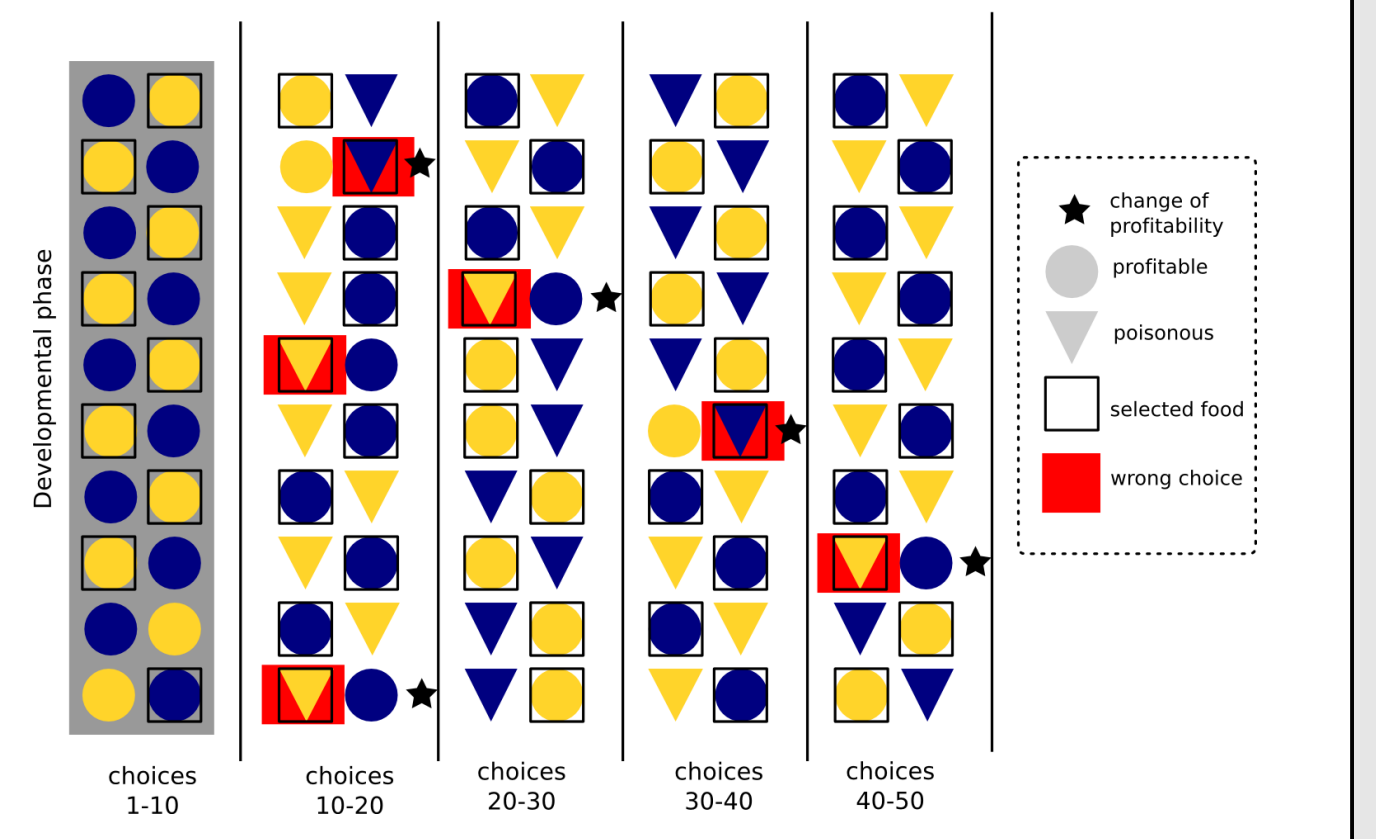 Developmental phase
choices
1-10
choices
10-20
choices
20-30
choices
30-40
choices
40-50
change of
profitability
profitable
poisonous
selected food
wrong choice